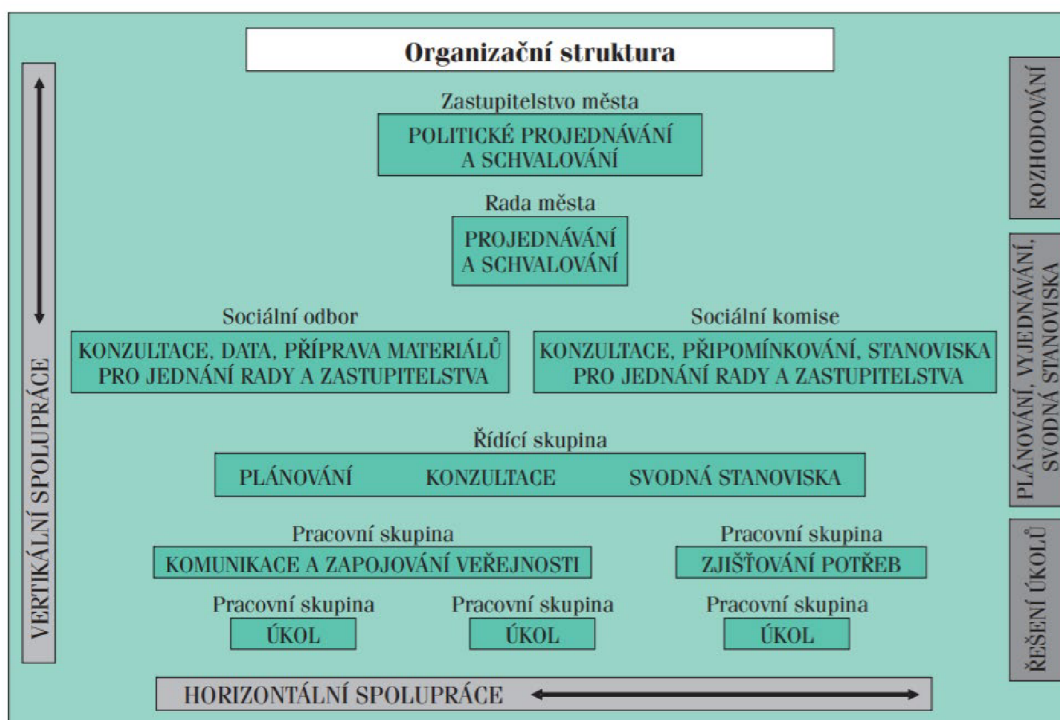 Organizační struktura
Zastupitelstvo města
POLITICKÉ PROJEDNÁVÁNÍ
A SCHVALOVÁNÍ
Rada města
PROJEDNÁVÁNÍ
A SCHVALOVÁNÍ
Sociální odbor
KONZULTACE, DATA, PŘÍPRAVA MATERIÁLŮ
PRO JEDNÁNÍ RADY A ZASTUPITELSTVA
Sociální komise
KONZULTACE, PŘIPOMÍNKOVÁNÍ, STANOVISKA
PRO JEDNÁNÍ RADY A ZASTUPITELSTVA
Řídící skupina
PLÁNOVÁNÍ KONZULTACE SVODNÁ STANOVISKA
Pracovní skupina
KOMUNIKACE A ZAPOJOVÁNÍ VEŘEJNOSTI
Pracovní skupina
ZJIŠŤOVÁNÍ POTŘEB
Pracovní skupina
ÚKOL
Pracovní skupina
ÚKOL
Pracovní skupina
ÚKOL
HORIZONTÁLNÍ SPOLUPRÁCE
VERTIKÁLNÍ SPOLUPRÁCE
ROZHODOVÁNÍ
PLÁNOVÁNÍ, VYJEDNÁVÁNÍ,
SVODNÁ STANOVISKA
ŘEŠENÍ ÚKOLŮ